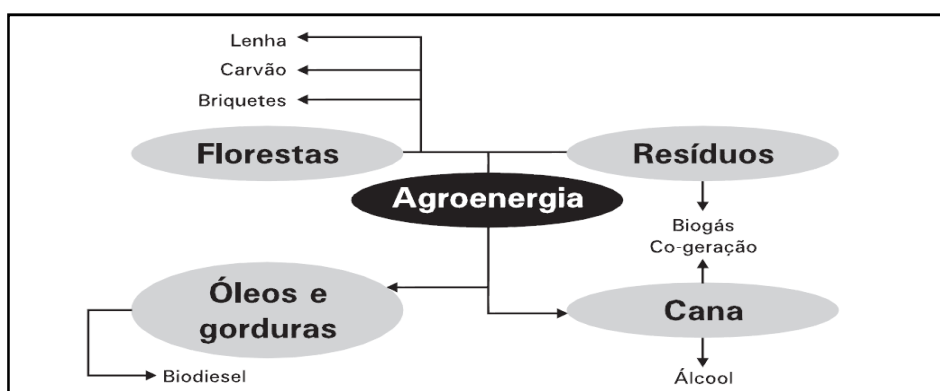 Lenha
Carvão
Briquetes
Florestas
Resíduos
Agroenergia
Biogás
Co-geração
Óleos e
gorduras
Cana
Biodiesel
Álcool